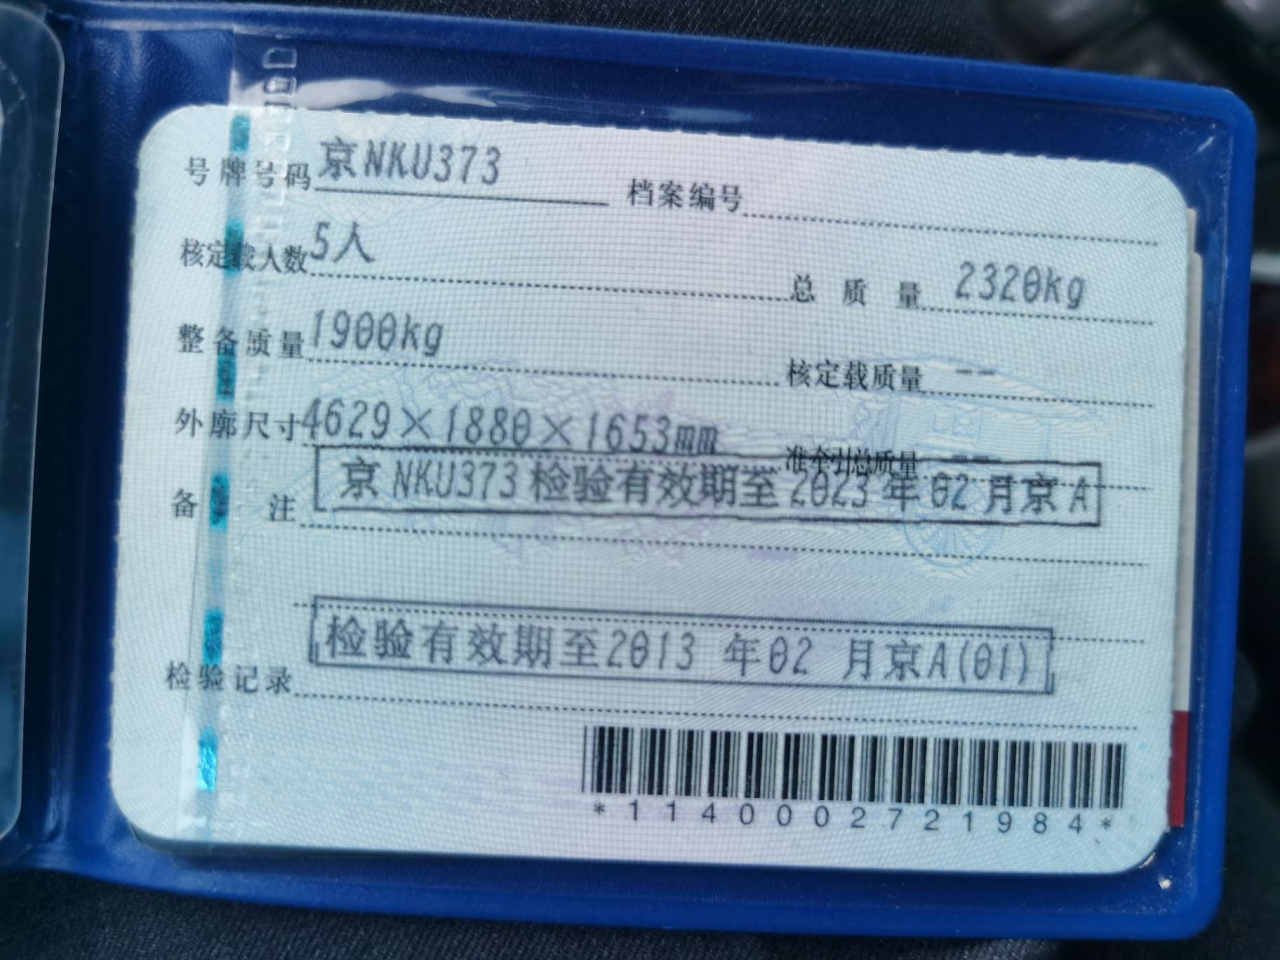 号牌号码 京NKU373 档案编号
核定载人数 5人 总质量 2320kg
整备质量 1900kg 核定载质量 --
外廓尺寸 4629×1880×1653mm 准牵引总质量 --
备注 京NKU373检验有效期至2023年02月京A
检验有效期至2013 年02 月京A(01)
检验记录
*1140002721984*